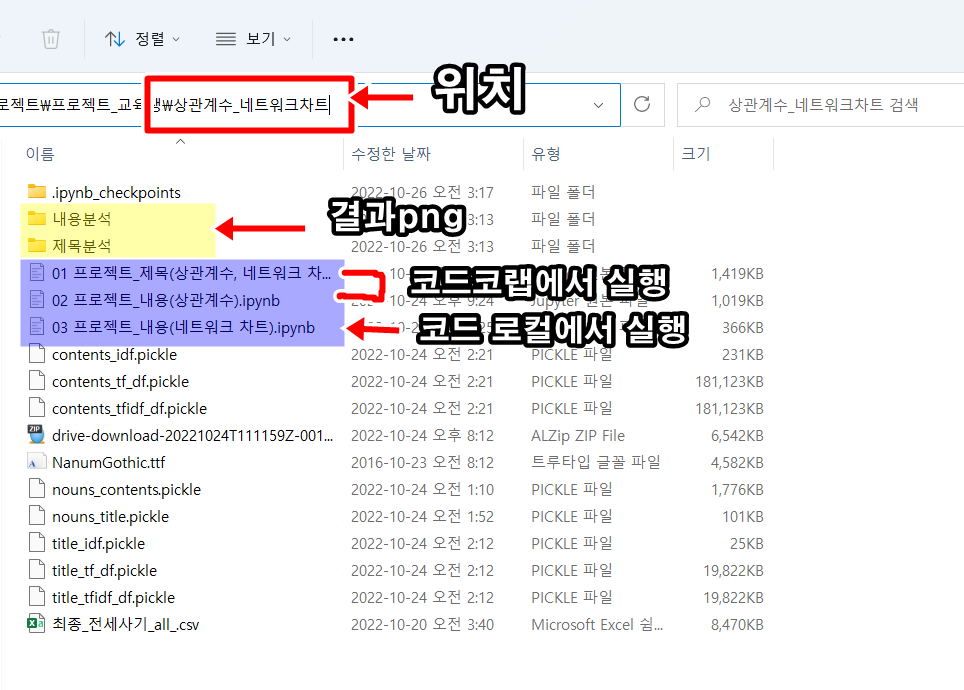 정렬 보기
위치
로젝트₩프로젝트_교육생₩상관계수_네트워크차트 상관계수_네트워크차트 검색
이름 수정한 날짜 유형 크기
.ipynb_checkpoints 2022-10-26 오전 3:17 파일 폴더
결과png
내용분석 3:13 파일 폴더
제목분석 2022-10-26 오전 3:13 파일 폴더
01 프로젝트_제목(상관계수, 네트워크 차... 1,419KB
코드코랩에서 실행
02 프로젝트_내용(상관계수).ipynb 2022-10-24 오후 9:24 Jupyter 원본 파일 1,019KB
03 프로젝트_내용(네트워크 차트).ipynb 366KB
코드 로컬에서 실행
contents_idf.pickle 2022-10-24 오전 2:21 PICKLE 파일 231KB
contents_tf_df.pickle 2022-10-24 오전 2:21 PICKLE 파일 181,123KB
contents_tfidf_df.pickle 2022-10-24 오전 2:21 PICKLE 파일 181,123KB
drive-download-20221024T111159Z-001... 2022-10-24 오후 8:12 ALZip ZIP File 6,542KB
NanumGothic.ttf 2016-10-23 오전 8:12 트루타입 글꼴 파일 4,582KB
nouns_contents.pickle 2022-10-24 오전 1:10 PICKLE 파일 1,776KB
nouns_title.pickle 2022-10-24 오전 1:52 PICKLE 파일 101KB
title_idf.pickle 2022-10-24 오전 2:12 PICKLE 파일 25KB
title_tf_df.pickle 2022-10-24 오전 2:12 PICKLE 파일 19,822KB
title_tfidf_df.pickle 2022-10-24 오전 2:12 PICKLE 파일 19,822KB
최종_전세사기_all_.csv 2022-10-20 오전 3:40 Microsoft Excel 쉼... 8,470KB